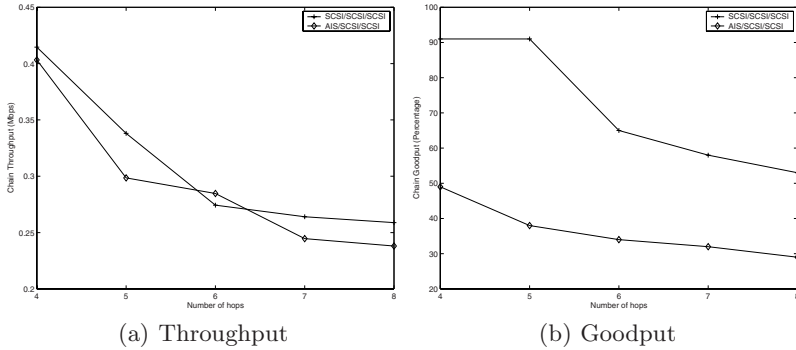 0.45
0.4
0.35
0.3
0.25
0.2
4
5
6
7
8
Chain Throughput (Mbps)
Number of hops
SCSI/SCSI/SCSI
AIS/SCSI/SCSI
(a) Throughput
100
90
80
70
60
50
40
30
20
4
5
6
7
8
Chain Goodput (Percentage)
Number of hops
SCSI/SCSI/SCSI
AIS/SCSI/SCSI
(b) Goodput